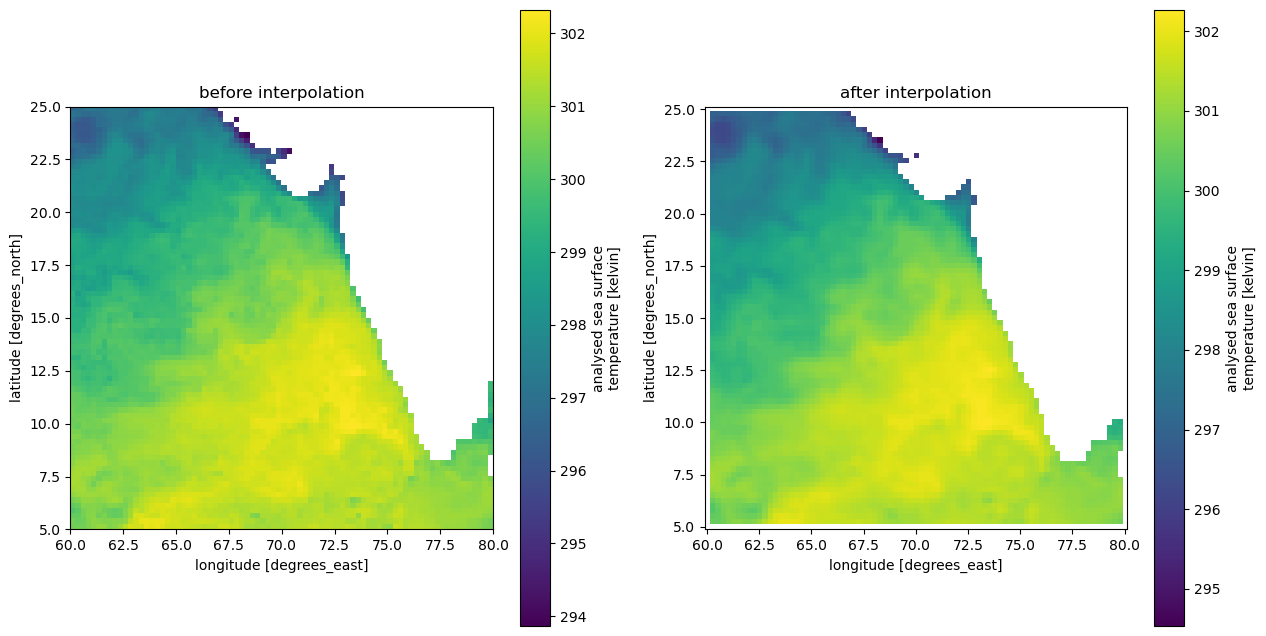 before interpolation
25.0
22.5
20.0
17.5
15.0
12.5
10.0
7.5
5.0
latitude [degrees_north]
60.0 62.5 65.0 67.5 70.0 72.5 75.0 77.5 80.0
longitude [degrees_east]
302
301
300
299
298
297
296
295
294
analysed sea surface
temperature [kelvin]
after interpolation
25.0
22.5
20.0
17.5
15.0
12.5
10.0
7.5
5.0
latitude [degrees_north]
60.0 62.5 65.0 67.5 70.0 72.5 75.0 77.5 80.0
longitude [degrees_east]
302
301
300
299
298
297
296
295
analysed sea surface
temperature [kelvin]